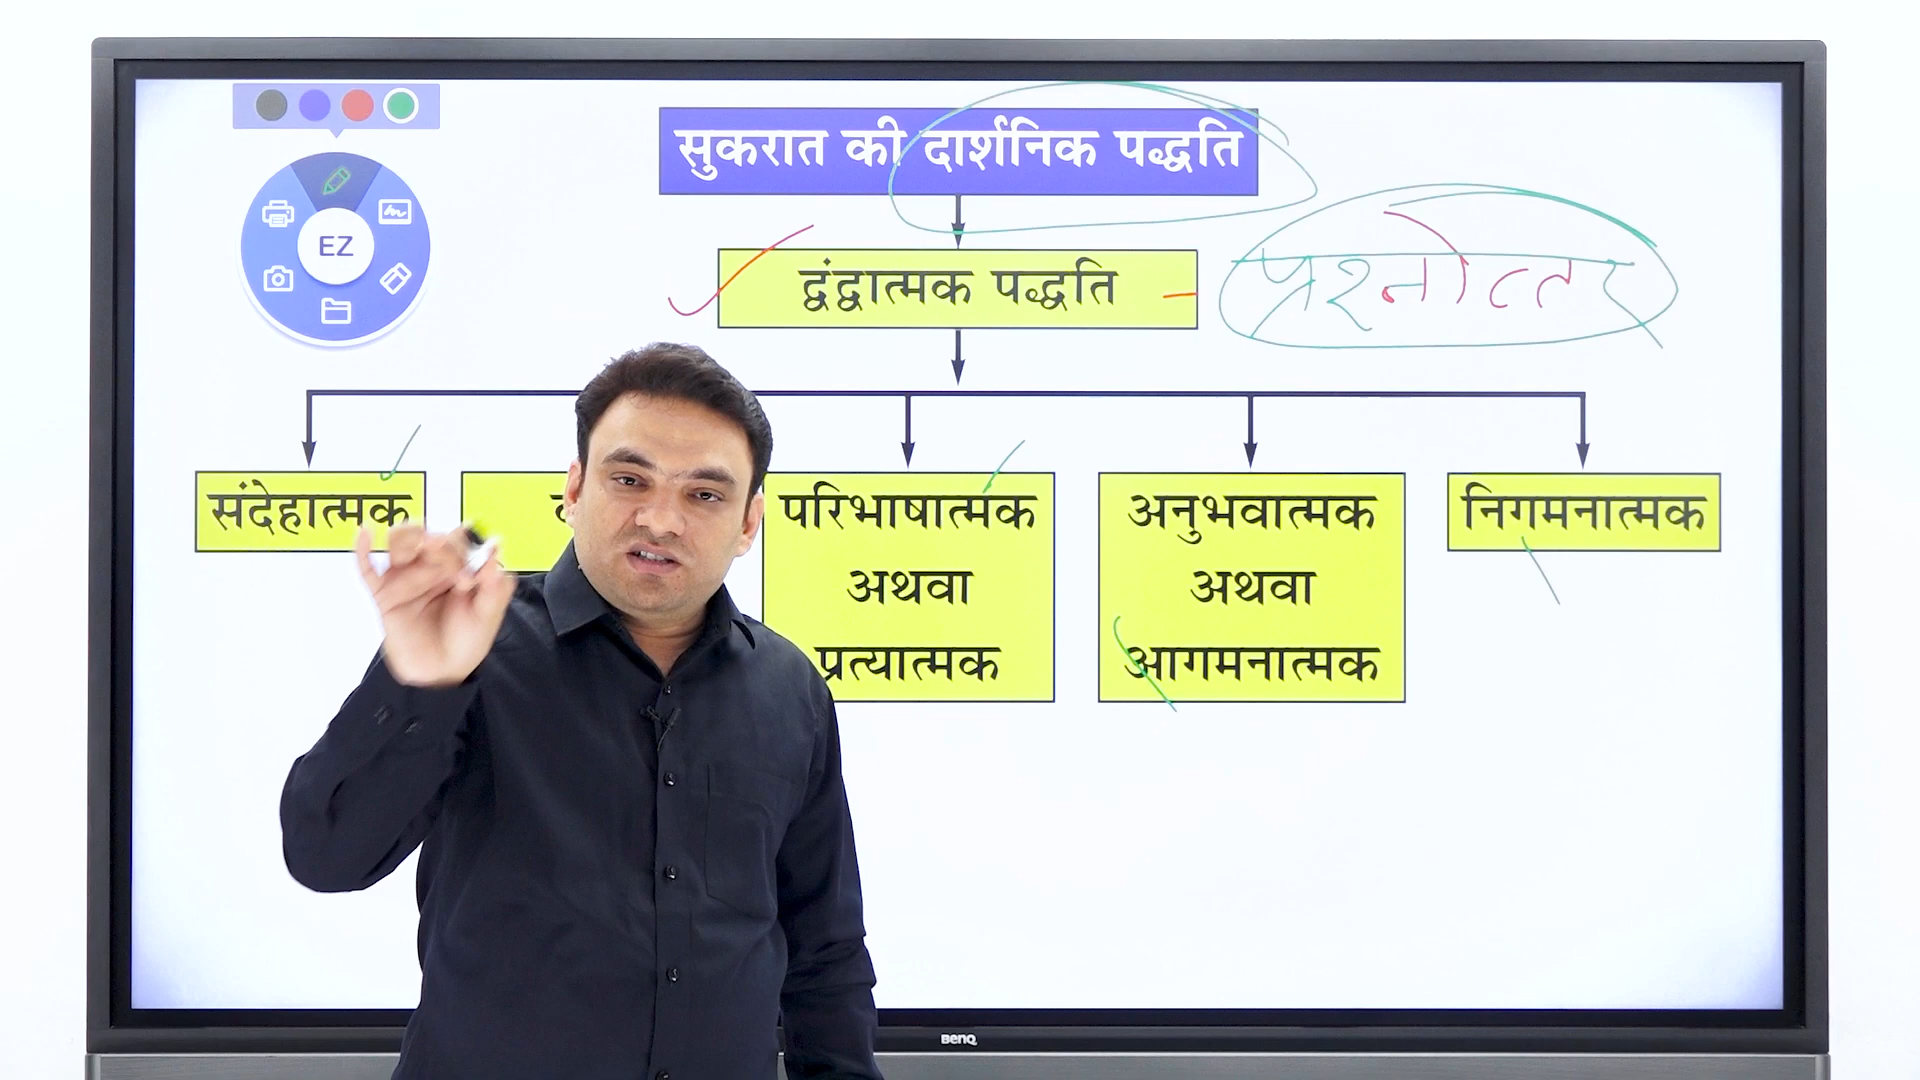 सुकरात की दार्शनिक पद्धति
EZ
द्वंद्वात्मक पद्धति
प्रश्नोत्तर
संदेहात्मक
परिभाषात्मक
अथवा
प्रत्यात्मक
अनुभवात्मक
अथवा
आगमनात्मक
निगमनात्मक
BenQ